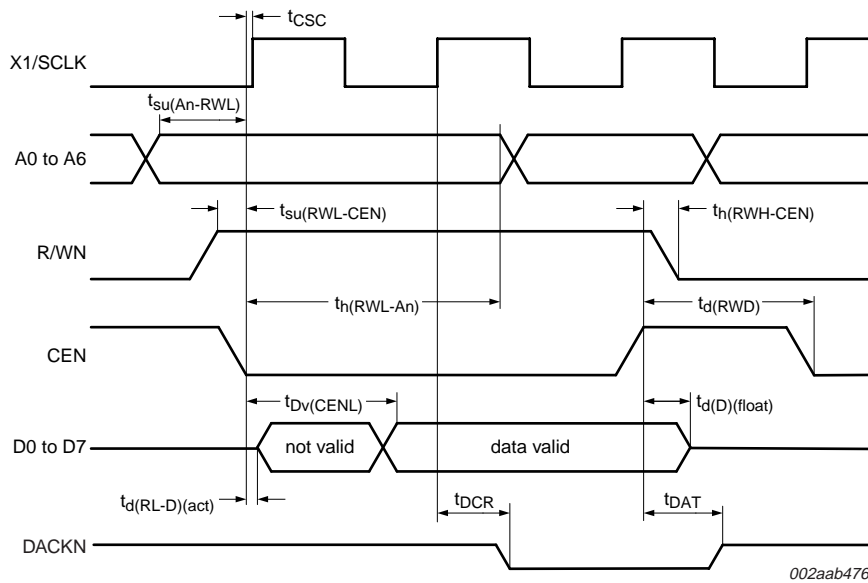 tCSC
X1/SCLK
tsu(An-RWL)
A0 to A6
tsu(RWL-CEN)
th(RWH-CEN)
R/WN
th(RWL-An)
td(RWD)
CEN
tDv(CENL)
td(D)(float)
D0 to D7
not valid
data valid
td(RL-D)(act)
tDCR
tDAT
DACKN
002aab476